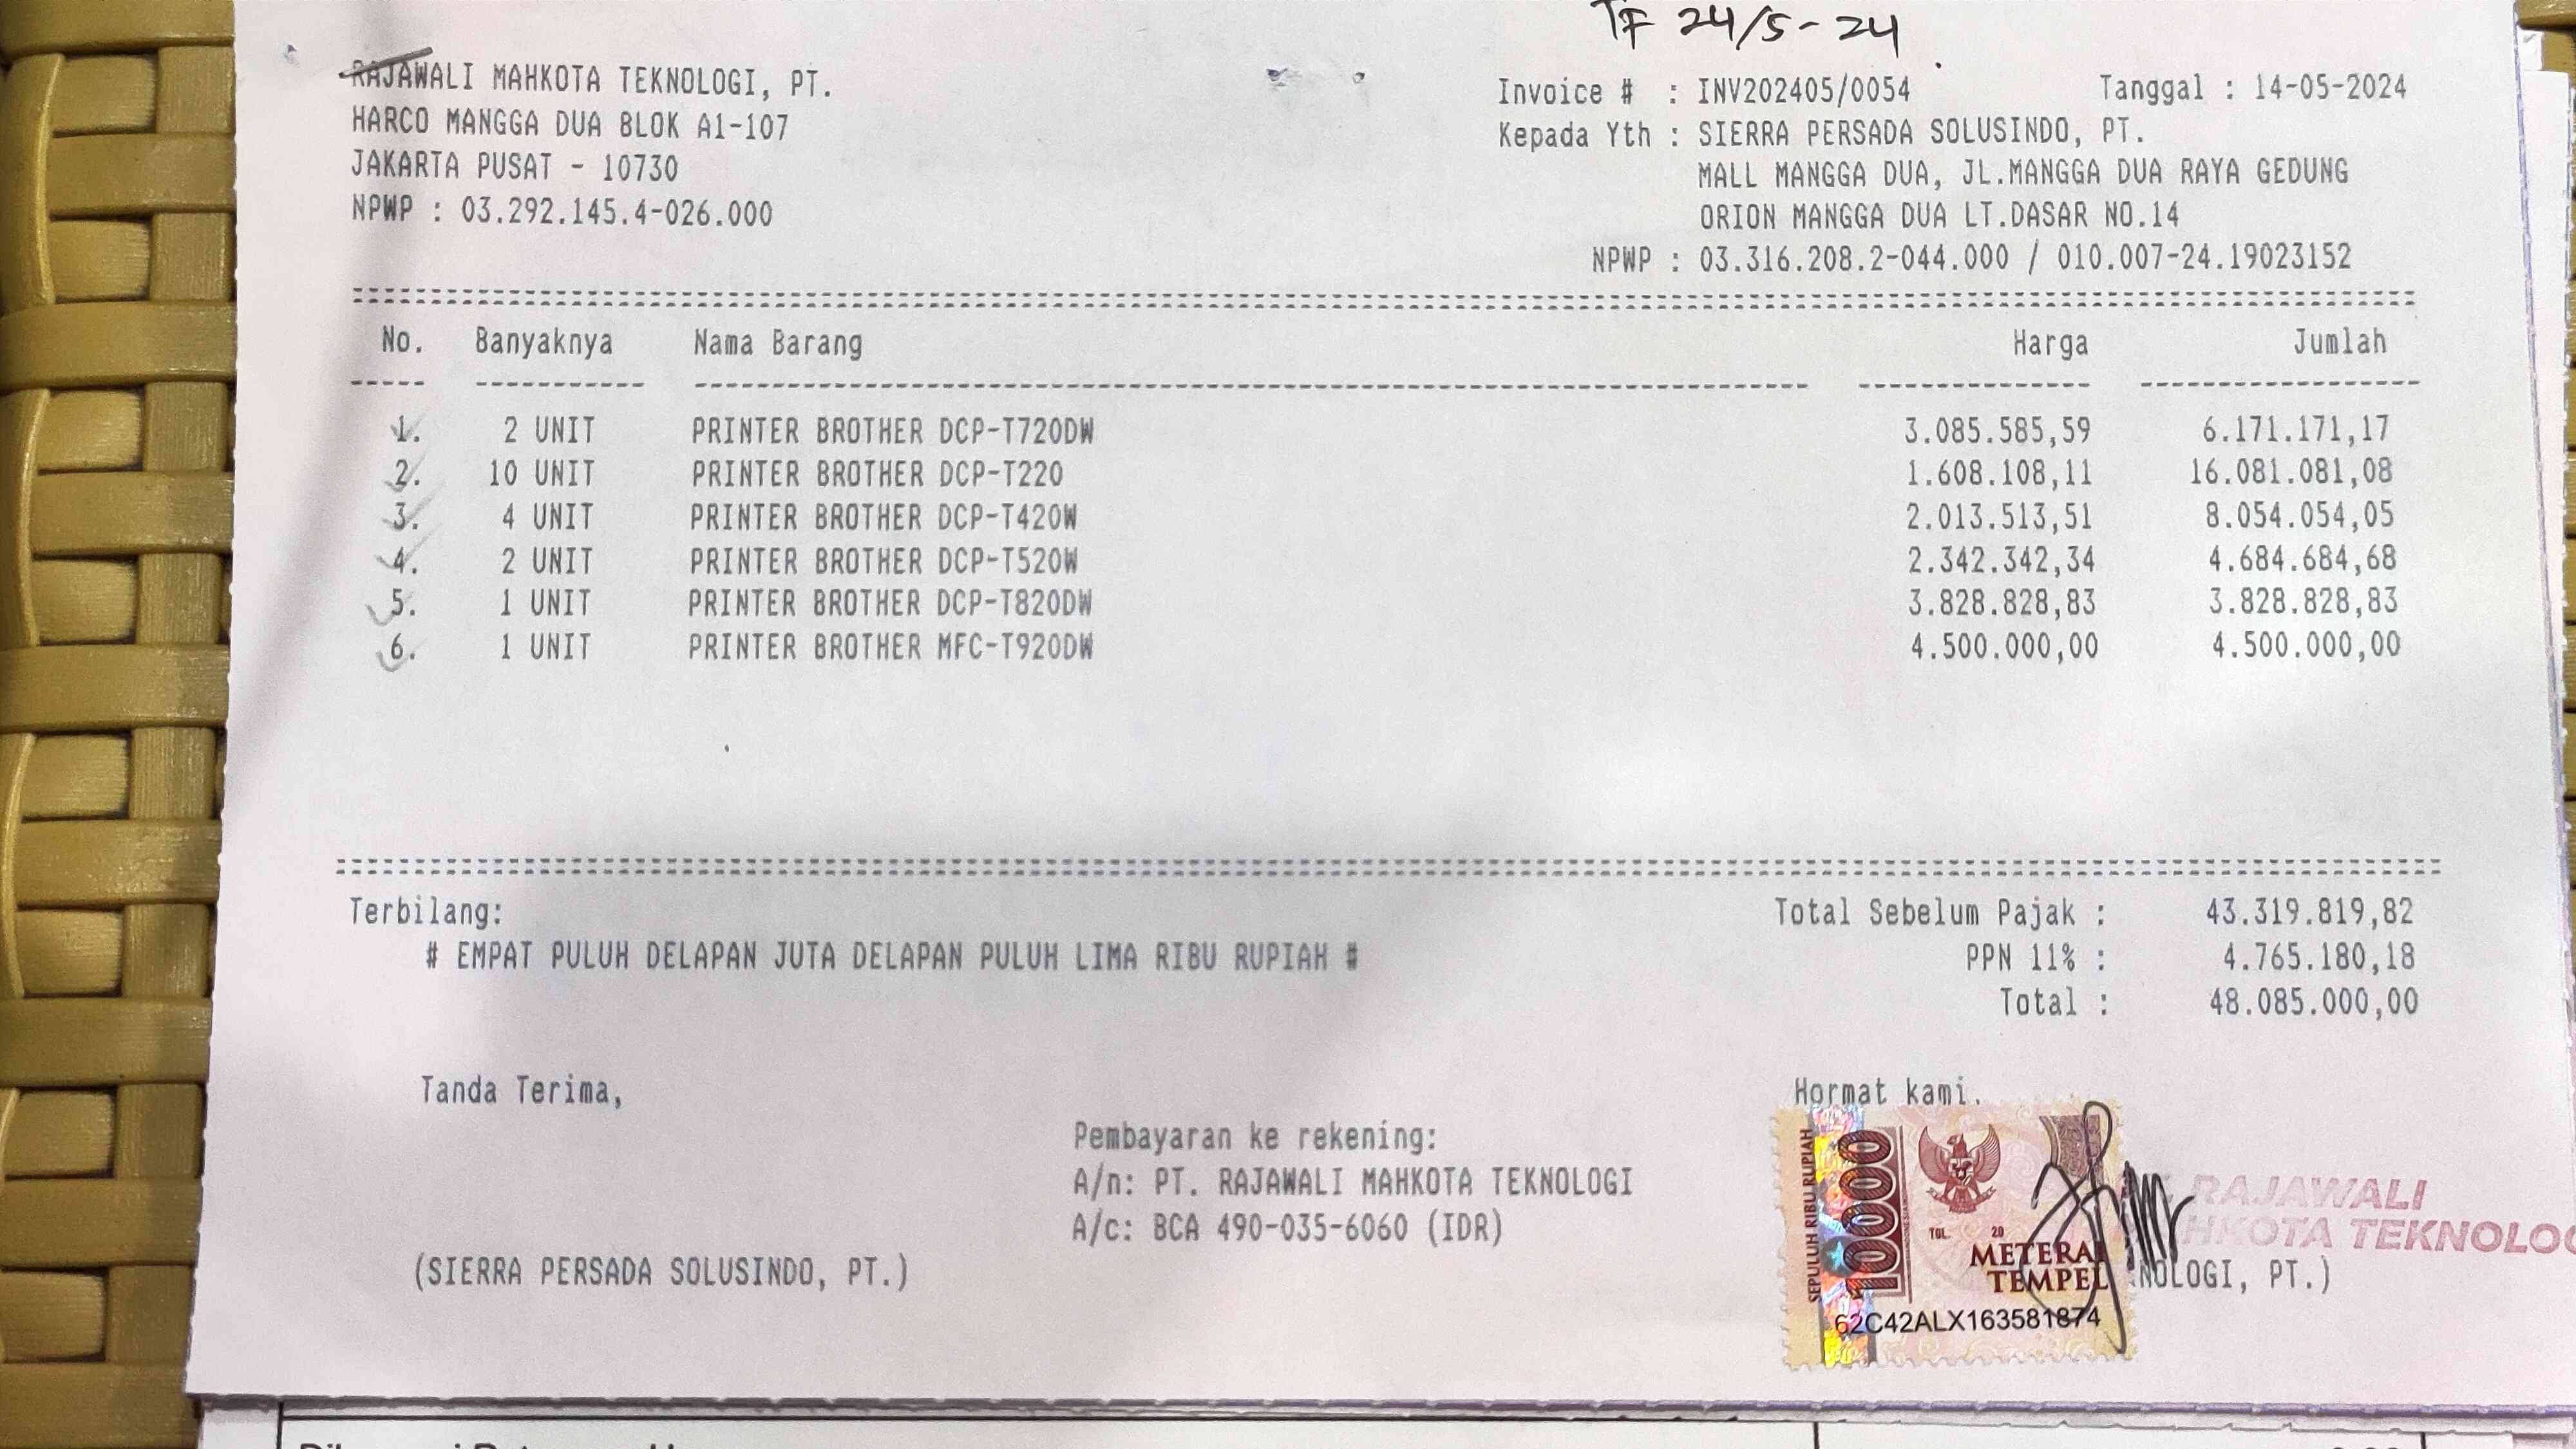 TF 24/5-24
RAJAWALI MAHKOTA TEKNOLOGI, PT.
HARCO MANGGA DUA BLOK A1-107
JAKARTA PUSAT - 10730
NPWP : 03.292.145.4-026.000
Invoice # : INV202405/0054 Tanggal : 14-05-2024
Kepada Yth : SIERRA PERSADA SOLUSINDO, PT.
MALL MANGGA DUA, JL.MANGGA DUA RAYA GEDUNG
ORION MANGGA DUA LT.DASAR NO.14
NPWP : 03.316.208.2-044.000 / 010.007-24.19023152
No. Banyaknya Nama Barang Harga Jumlah
1. 2 UNIT PRINTER BROTHER DCP-T720DW 3.085.585,59 6.171.171,17
2. 10 UNIT PRINTER BROTHER DCP-T220 1.608.108,11 16.081.081,08
3. 4 UNIT PRINTER BROTHER DCP-T420W 2.013.513,51 8.054.054,05
4. 2 UNIT PRINTER BROTHER DCP-T520W 2.342.342,34 4.684.684,68
5. 1 UNIT PRINTER BROTHER DCP-T820DW 3.828.828,83 3.828.828,83
6. 1 UNIT PRINTER BROTHER MFC-T920DW 4.500.000,00 4.500.000,00
Terbilang:
# EMPAT PULUH DELAPAN JUTA DELAPAN PULUH LIMA RIBU RUPIAH #
Total Sebelum Pajak : 43.319.819,82
PPN 11% : 4.765.180,18
Total : 48.085.000,00
Tanda Terima,
(SIERRA PERSADA SOLUSINDO, PT.)
Pembayaran ke rekening:
A/n: PT. RAJAWALI MAHKOTA TEKNOLOGI
A/c: BCA 490-035-6060 (IDR)
Hormat kami,
SEPULUH RIBU RUPIAH
10000
TGL. 20
METERAI
TEMPEL
62C42ALX163581874
RAJAWALI
HKOTA TEKNOLOG
NOLOGI, PT.)